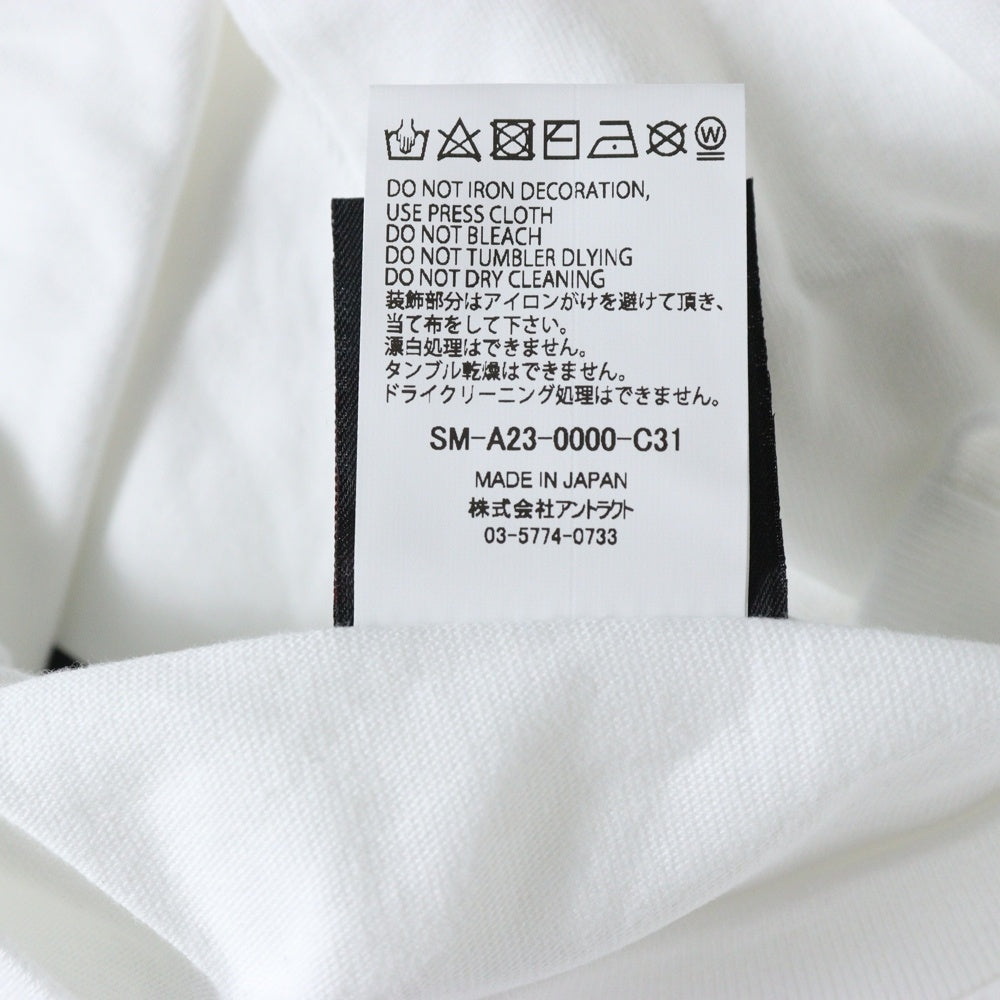 W
DO NOT IRON DECORATION,
USE PRESS CLOTH
DO NOT BLEACH
DO NOT TUMBLER DLYING
DO NOT DRY CLEANING
装飾部分はアイロンがけを避けて頂き、
当て布をして下さい。
漂白処理はできません。
タンブル乾燥はできません。
ドライクリーニング処理はできません。
SM-A23-0000-C31
MADE IN JAPAN
株式会社アントラクト
03-5774-0733